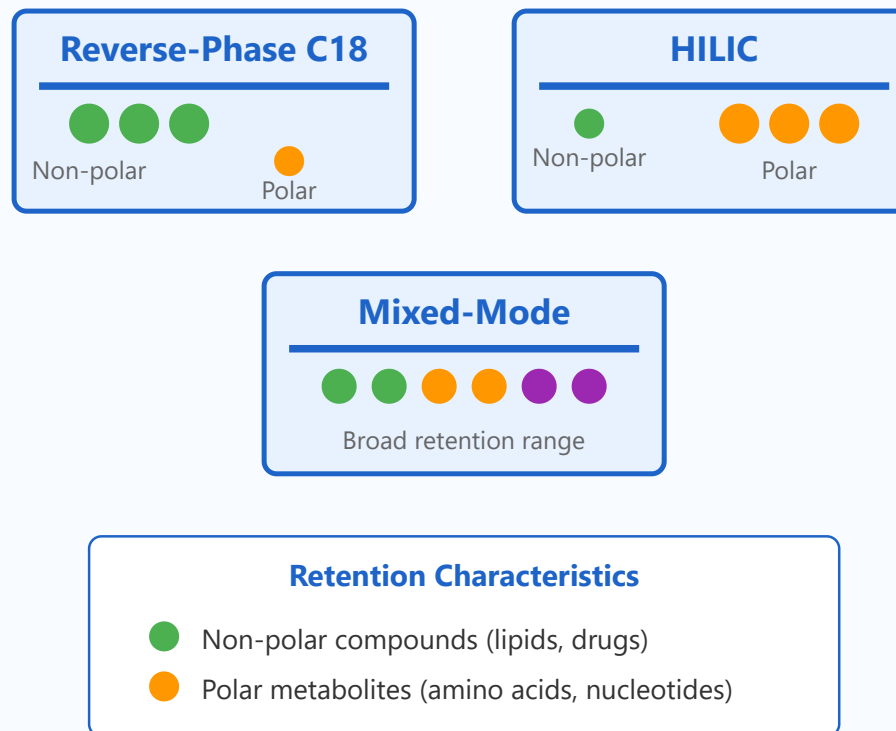 Reverse-Phase C18
Non-polar
Polar
HILIC
Non-polar
Polar
Mixed-Mode
Broad retention range
Retention Characteristics
Non-polar compounds (lipids, drugs)
Polar metabolites (amino acids, nucleotides)